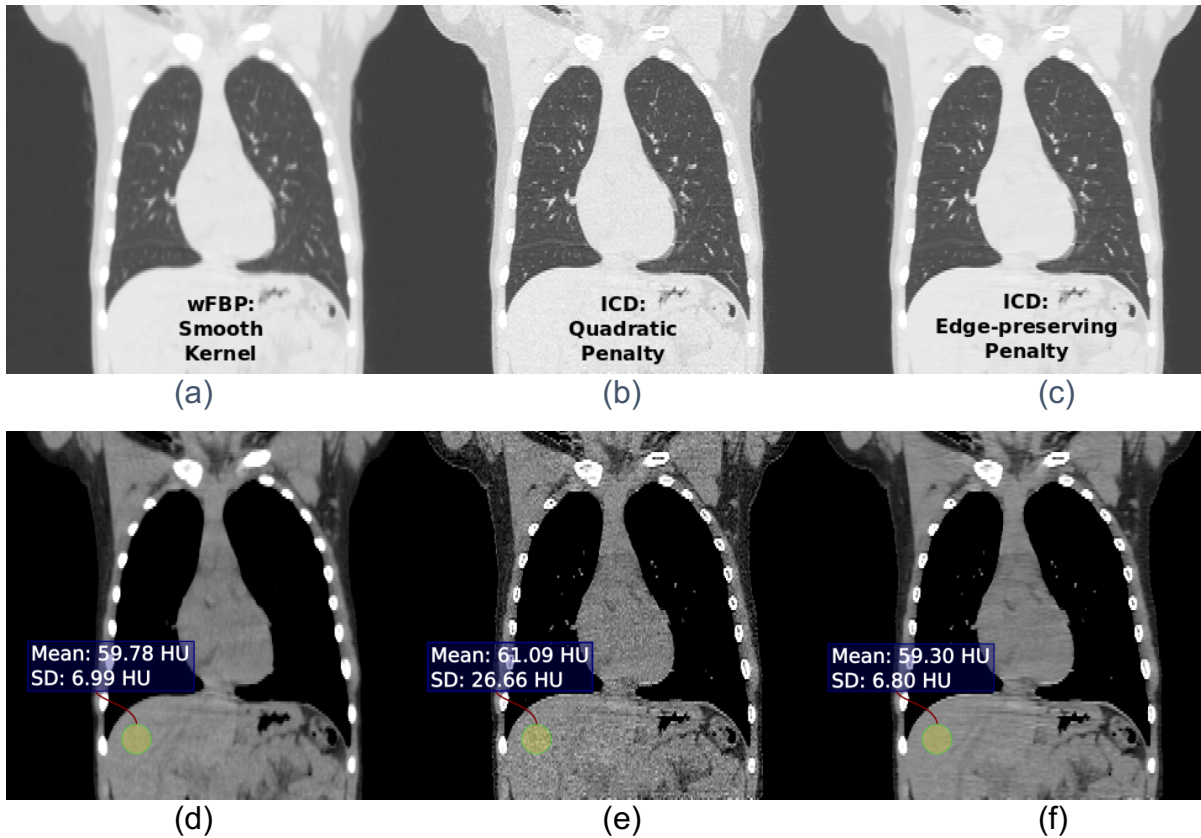 wFBP:
Smooth
Kernel
ICD:
Quadratic
Penalty
ICD:
Edge-preserving
Penalty
(a)
(b)
(c)
Mean: 59.78 HU
SD: 6.99 HU
Mean: 61.09 HU
SD: 26.66 HU
Mean: 59.30 HU
SD: 6.80 HU
(d)
(e)
(f)